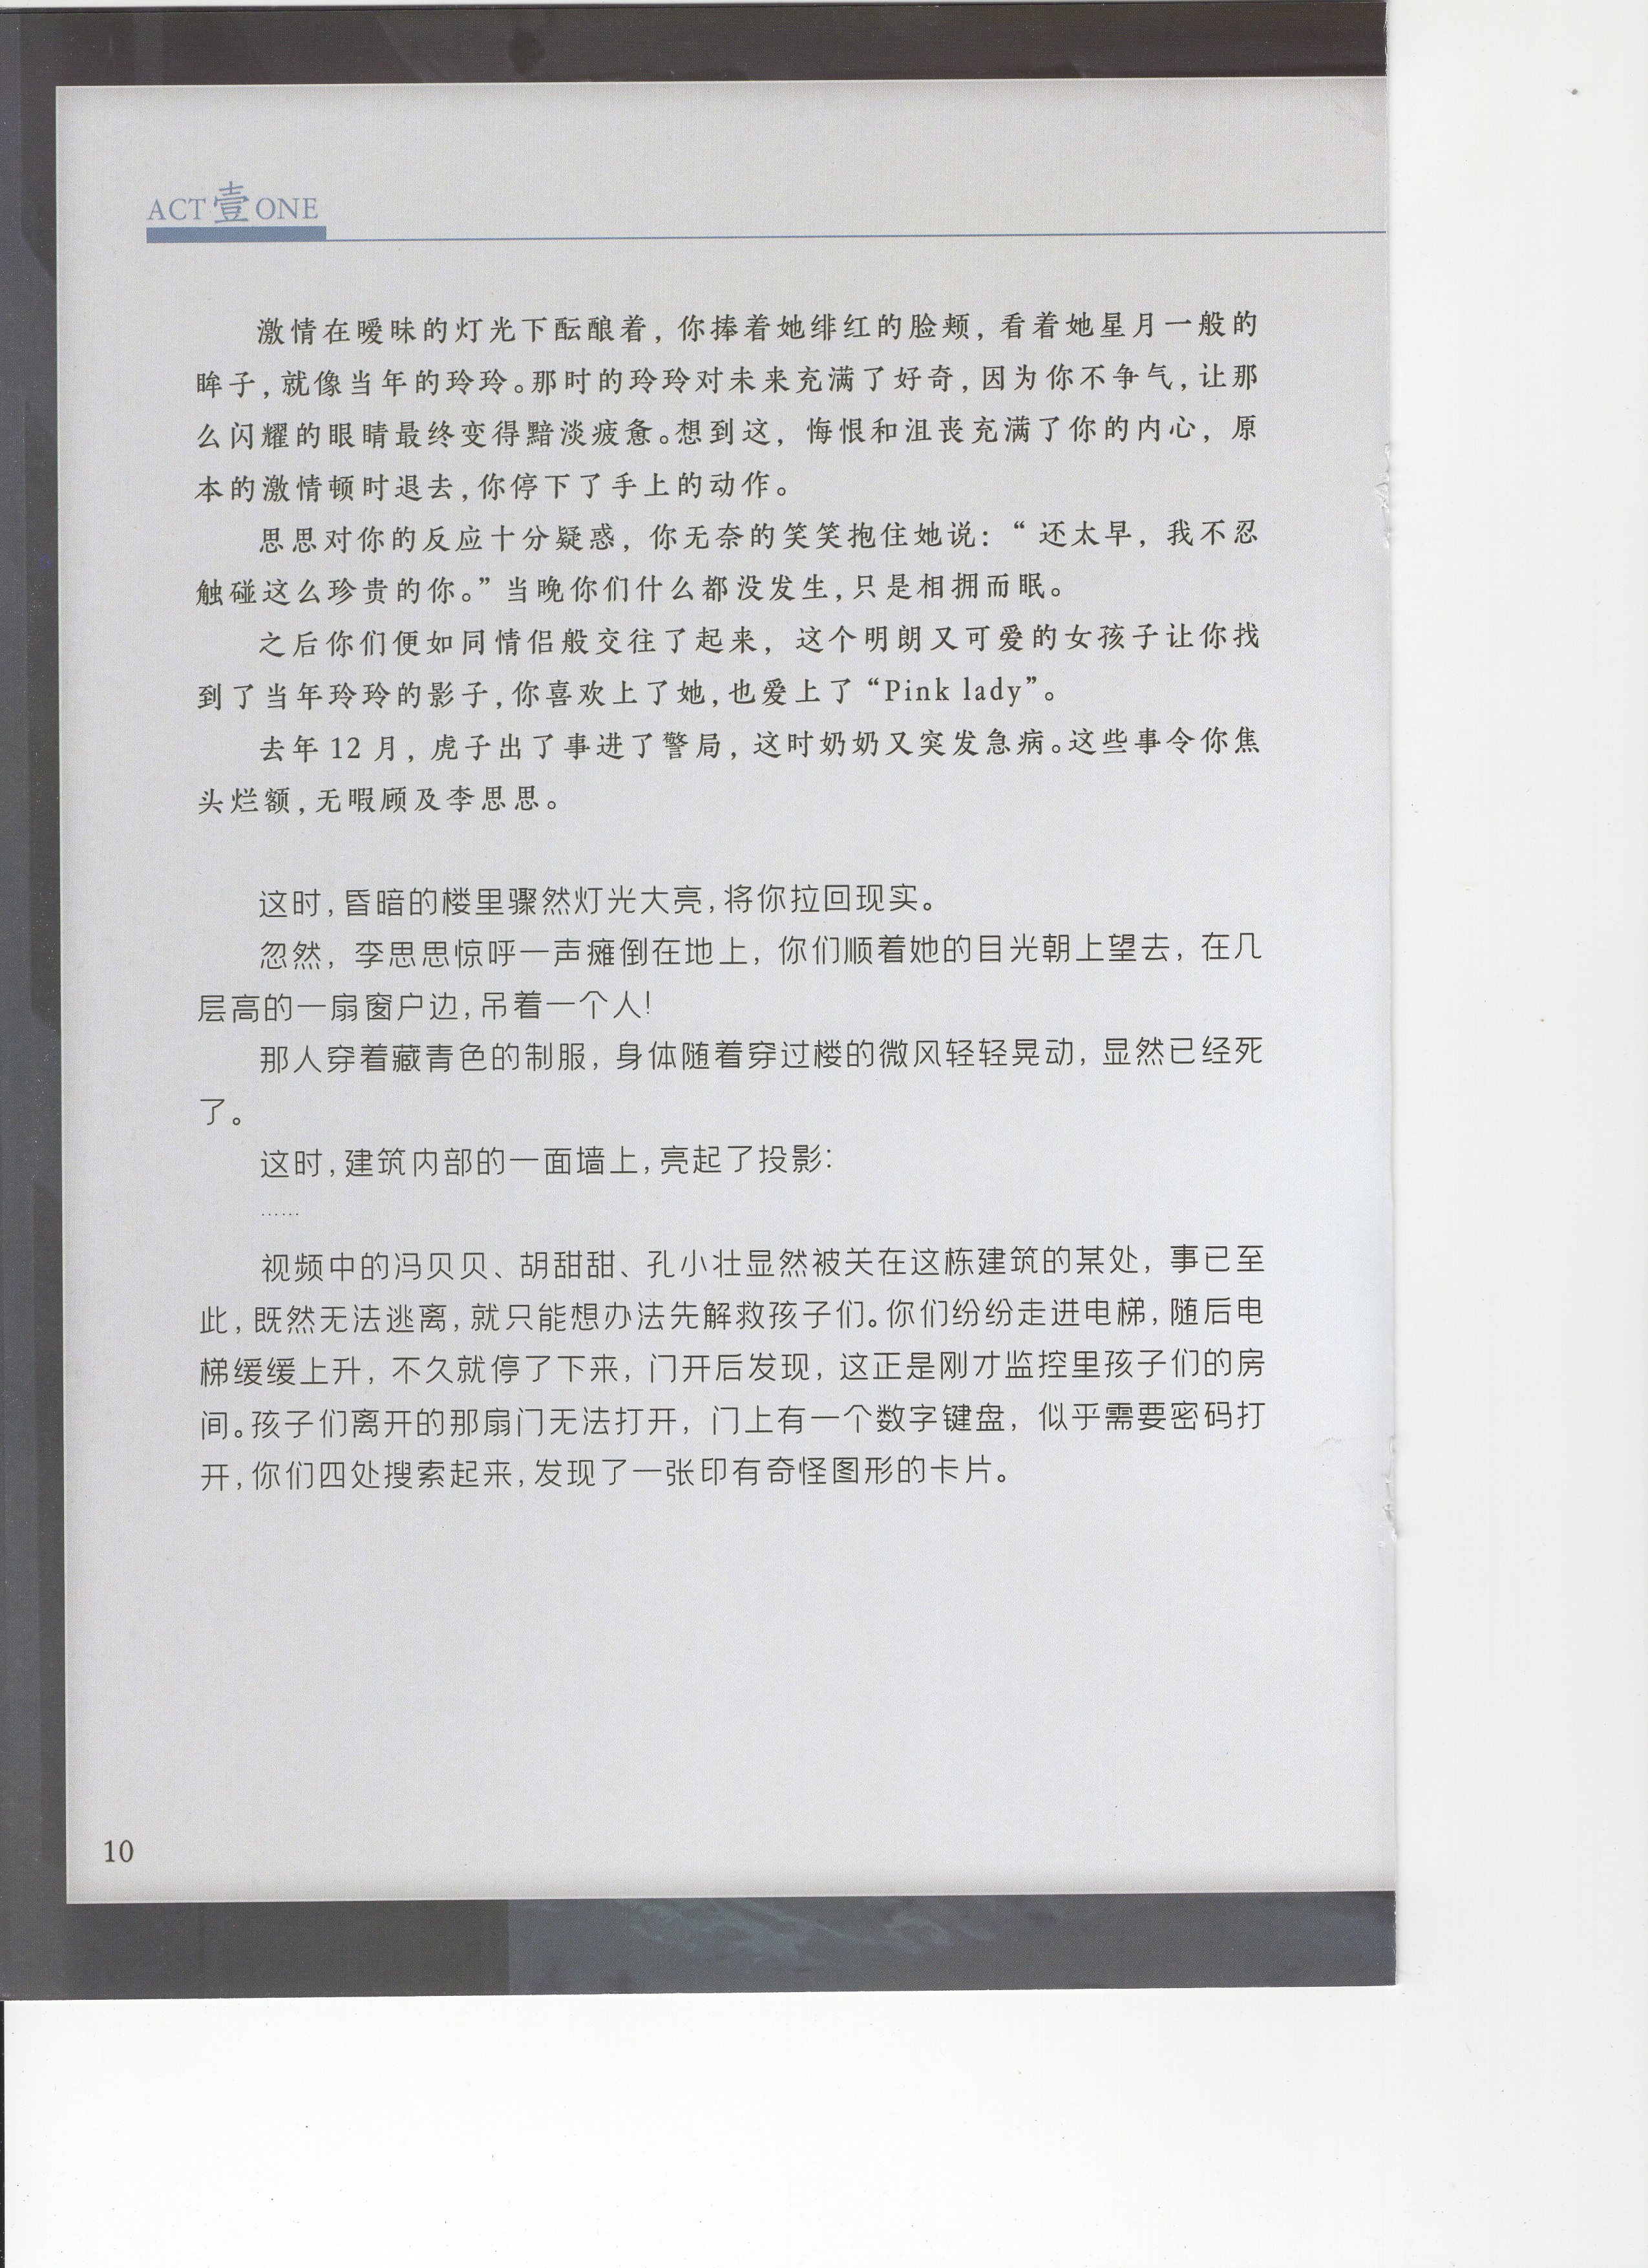 ACT壹ONE
激情在暧昧的灯光下酝酿着，你捧着她绯红的脸颊，看着她星月一般的
眸子，就像当年的玲玲。那时的玲玲对未来充满了好奇，因为你不争气，让那
么闪耀的眼睛最终变得黯淡疲惫。想到这，悔恨和沮丧充满了你的内心，原
本的激情顿时退去，你停下了手上的动作。
思思对你的反应十分疑惑，你无奈的笑笑抱住她说：“还太早，我不忍
触碰这么珍贵的你。”当晚你们什么都没发生，只是相拥而眠。
之后你们便如同情侣般交往了起来，这个明朗又可爱的女孩子让你找
到了当年玲玲的影子，你喜欢上了她，也爱上了“Pink lady”。
去年 12 月，虎子出了事进了警局，这时奶奶又突发急病。这些事令你焦
头烂额，无暇顾及李思思。
这时，昏暗的楼里骤然灯光大亮，将你拉回现实。
忽然，李思思惊呼一声瘫倒在地上，你们顺着她的目光朝上望去，在几
层高的一扇窗户边，吊着一个人！
那人穿着藏青色的制服，身体随着穿过楼的微风轻轻晃动，显然已经死
了。
这时，建筑内部的一面墙上，亮起了投影：
……
视频中的冯贝贝、胡甜甜、孔小壮显然被关在这栋建筑的某处，事已至
此，既然无法逃离，就只能想办法先解救孩子们。你们纷纷走进电梯，随后电
梯缓缓上升，不久就停了下来，门开后发现，这正是刚才监控里孩子们的房
间。孩子们离开的那扇门无法打开，门上有一个数字键盘，似乎需要密码打
开，你们四处搜索起来，发现了一张印有奇怪图形的卡片。
10